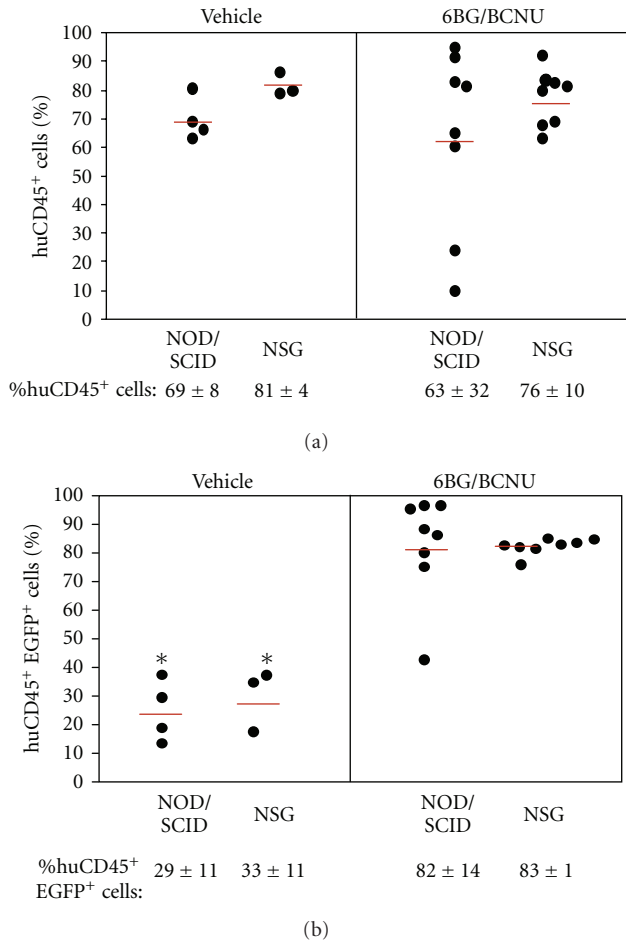 Vehicle 6BG/BCNU
huCD45+ cells (%)
100
90
80
70
60
50
40
30
20
10
0
NOD/ SCID NSG NOD/ SCID NSG
%huCD45+ cells: 69 ± 8 81 ± 4 63 ± 32 76 ± 10
(a)
Vehicle 6BG/BCNU
huCD45+ EGFP+ cells (%)
100
90
80
70
60
50
40
30
20
10
0
* *
NOD/ SCID NSG NOD/ SCID NSG
%huCD45+ EGFP+ cells: 29 ± 11 33 ± 11 82 ± 14 83 ± 1
(b)